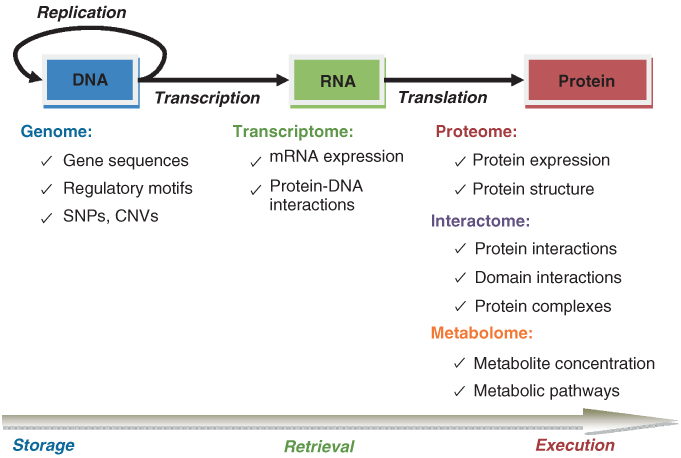 Replication
DNA
RNA
Protein
Transcription
Translation
Genome:
✓ Gene sequences
✓ Regulatory motifs
✓ SNPs, CNVs
Transcriptome:
✓ mRNA expression
✓ Protein-DNA
interactions
Proteome:
✓ Protein expression
✓ Protein structure
Interactome:
✓ Protein interactions
✓ Domain interactions
✓ Protein complexes
Metabolome:
✓ Metabolite concentration
✓ Metabolic pathways
Storage
Retrieval
Execution